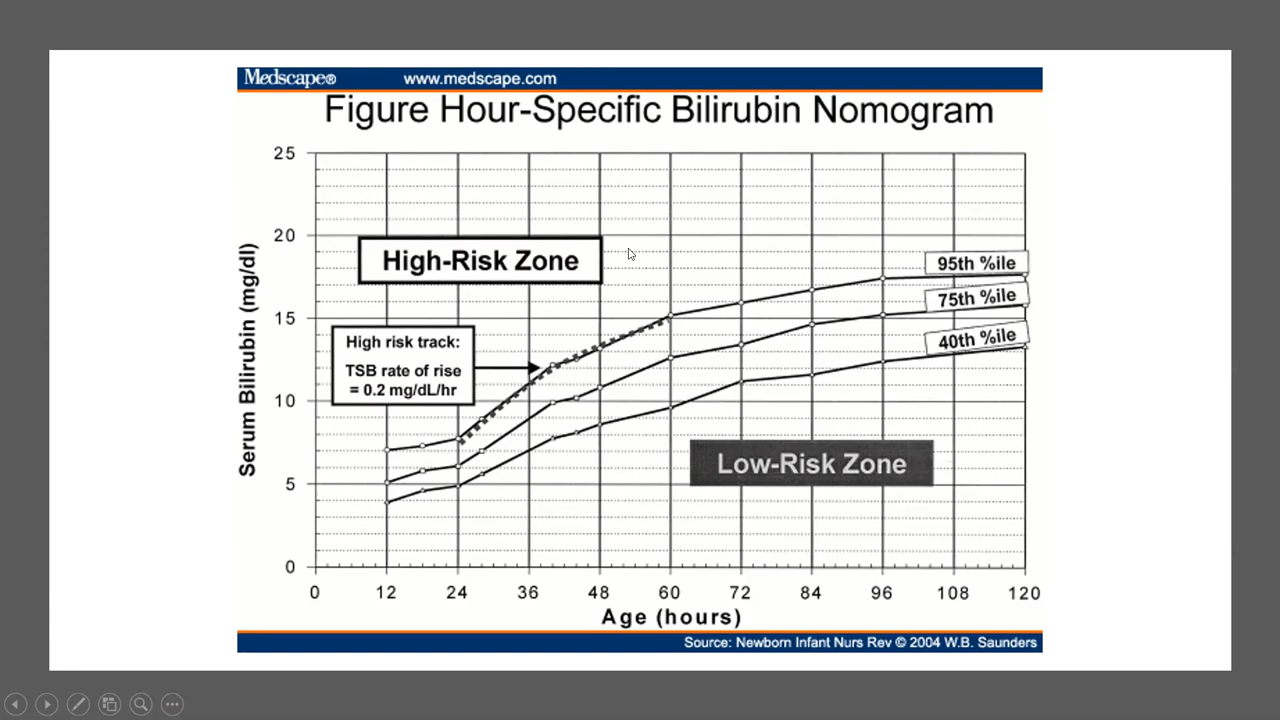 Medscape® www.medscape.com
Figure Hour-Specific Bilirubin Nomogram
25
20
15
10
5
0
Serum Bilirubin (mg/dl)
High-Risk Zone
High risk track:
TSB rate of rise
= 0.2 mg/dL/hr
95th %ile
75th %ile
40th %ile
Low-Risk Zone
0 12 24 36 48 60 72 84 96 108 120
Age (hours)
Source: Newborn Infant Nurs Rev © 2004 W.B. Saunders